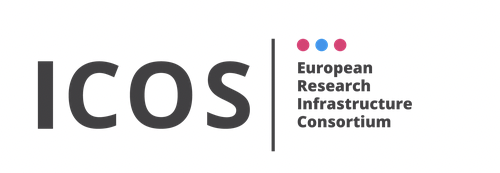 ICOS
European
Research
Infrastructure
Consortium